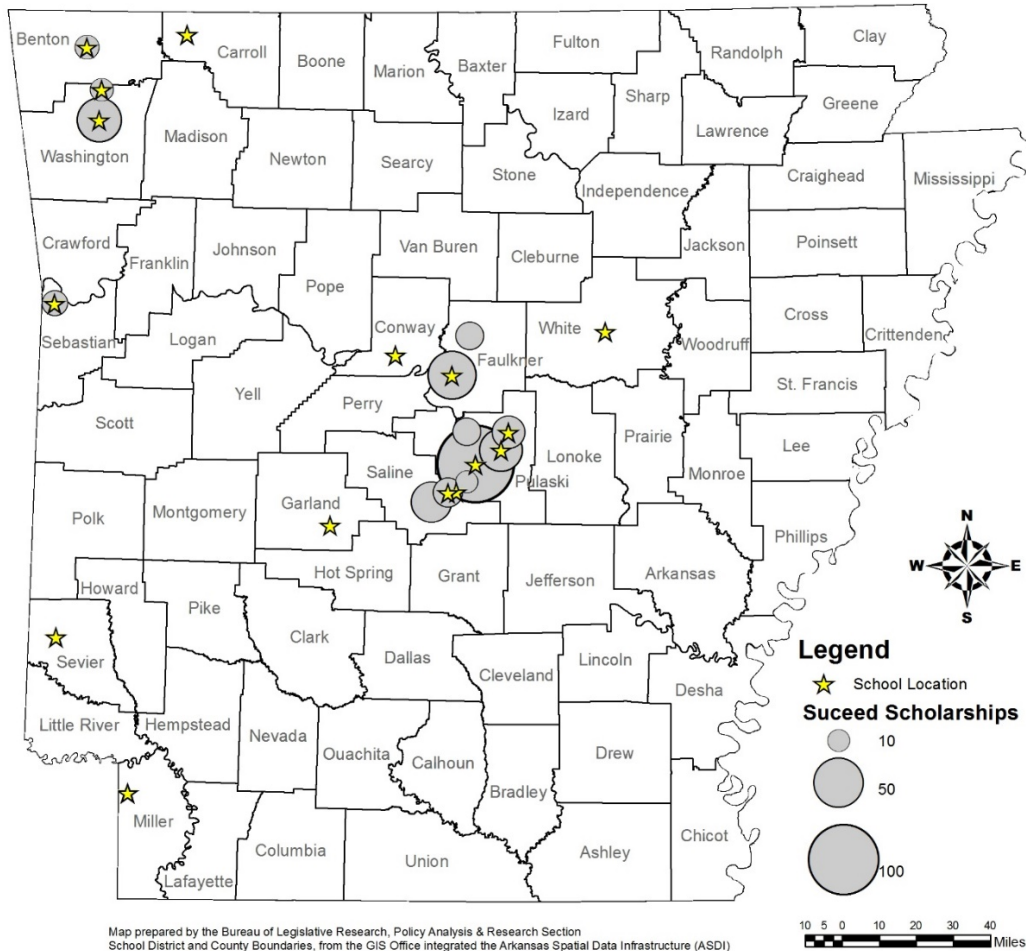 Benton
Carroll
Boone
Marion
Baxter
Fulton
Randolph
Clay
Sharp
Greene
Izard
Lawrence
Washington
Madison
Newton
Searcy
Stone
Independence
Craighead
Mississippi
Crawford
Franklin
Johnson
Pope
Van Buren
Cleburne
Jackson
Poinsett
Sebastian
Logan
Conway
Faulkner
White
Woodruff
Cross
Crittenden
Scott
Yell
Perry
St. Francis
Saline
Pulaski
Lonoke
Prairie
Monroe
Lee
Polk
Montgomery
Garland
Phillips
Howard
Pike
Hot Spring
Grant
Jefferson
Arkansas
Sevier
Clark
Dallas
Cleveland
Lincoln
Desha
Little River
Hempstead
Nevada
Ouachita
Calhoun
Bradley
Drew
Miller
Lafayette
Columbia
Union
Ashley
Chicot
N
W
E
S
Legend
School Location
Suceed Scholarships
10
50
100
10 5 0 10 20 30 40
Miles
Map prepared by the Bureau of Legislative Research, Policy Analysis & Research Section
School District and County Boundaries, from the GIS Office integrated the Arkansas Spatial Data Infrastructure (ASDI)